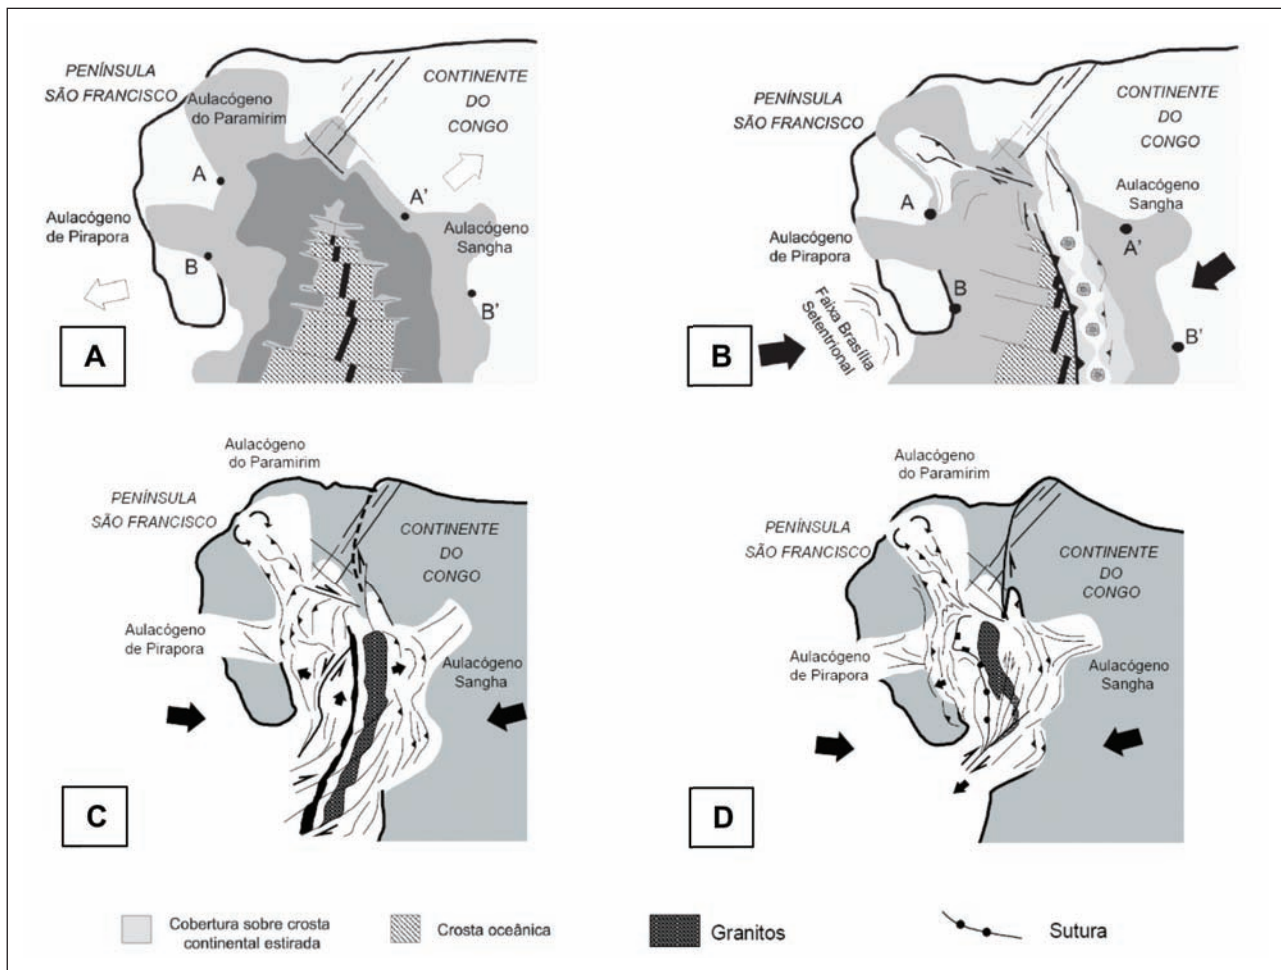 PENÍNSULA
SÃO FRANCISCO
Aulacógeno
do Paramirim
CONTINENTE
DO
CONGO
A
A'
Aulacógeno
de Pirapora
Aulacógeno
Sangha
B
B'
A
PENÍNSULA
SÃO FRANCISCO
CONTINENTE
DO
CONGO
Aulacógeno
Sangha
A
A'
Aulacógeno
de Pirapora
B
B'
Faixa Brasília
Setentrional
B
Aulacógeno
do Paramirim
PENÍNSULA
SÃO FRANCISCO
CONTINENTE
DO
CONGO
Aulacógeno
de Pirapora
Aulacógeno
Sangha
C
Aulacógeno
do Paramirim
PENÍNSULA
SÃO FRANCISCO
CONTINENTE
DO
CONGO
Aulacógeno
de Pirapora
Aulacógeno
Sangha
D
Cobertura sobre crosta
continental estirada
Crosta oceânica
Granitos
Sutura